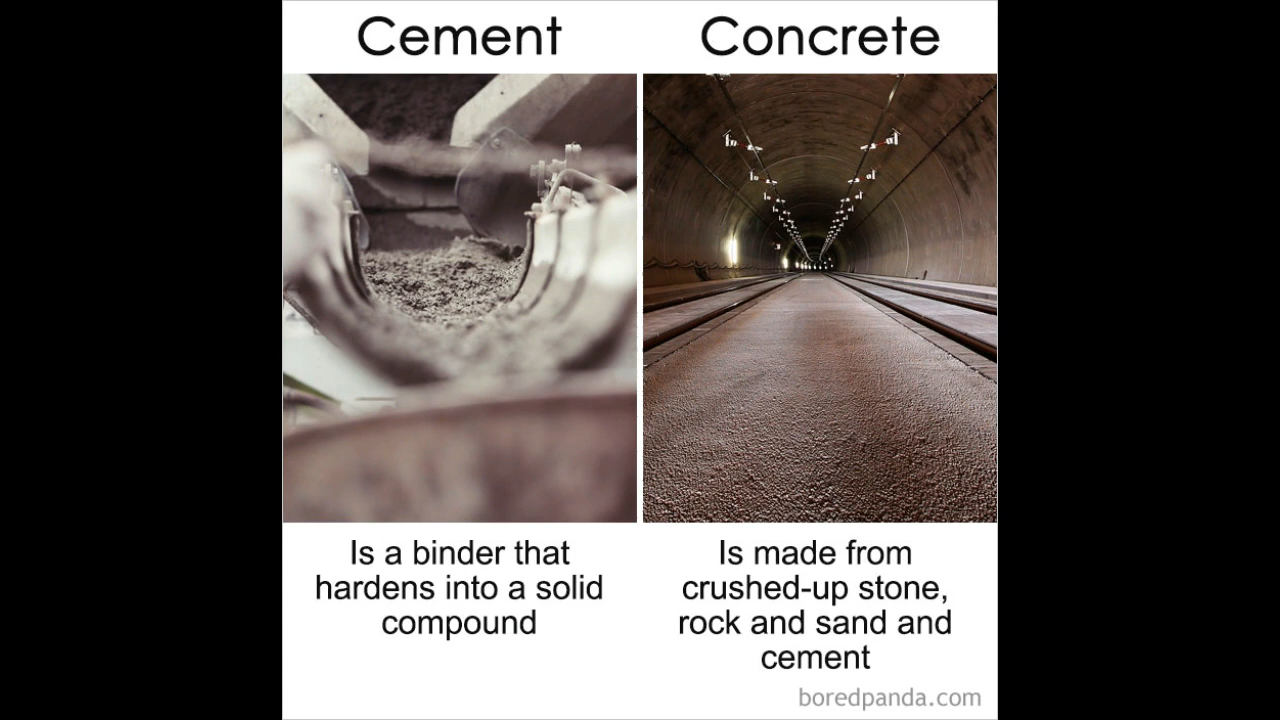 Cement
Concrete
Is a binder that
hardens into a solid
compound
Is made from
crushed-up stone,
rock and sand and
cement
boredpanda.com